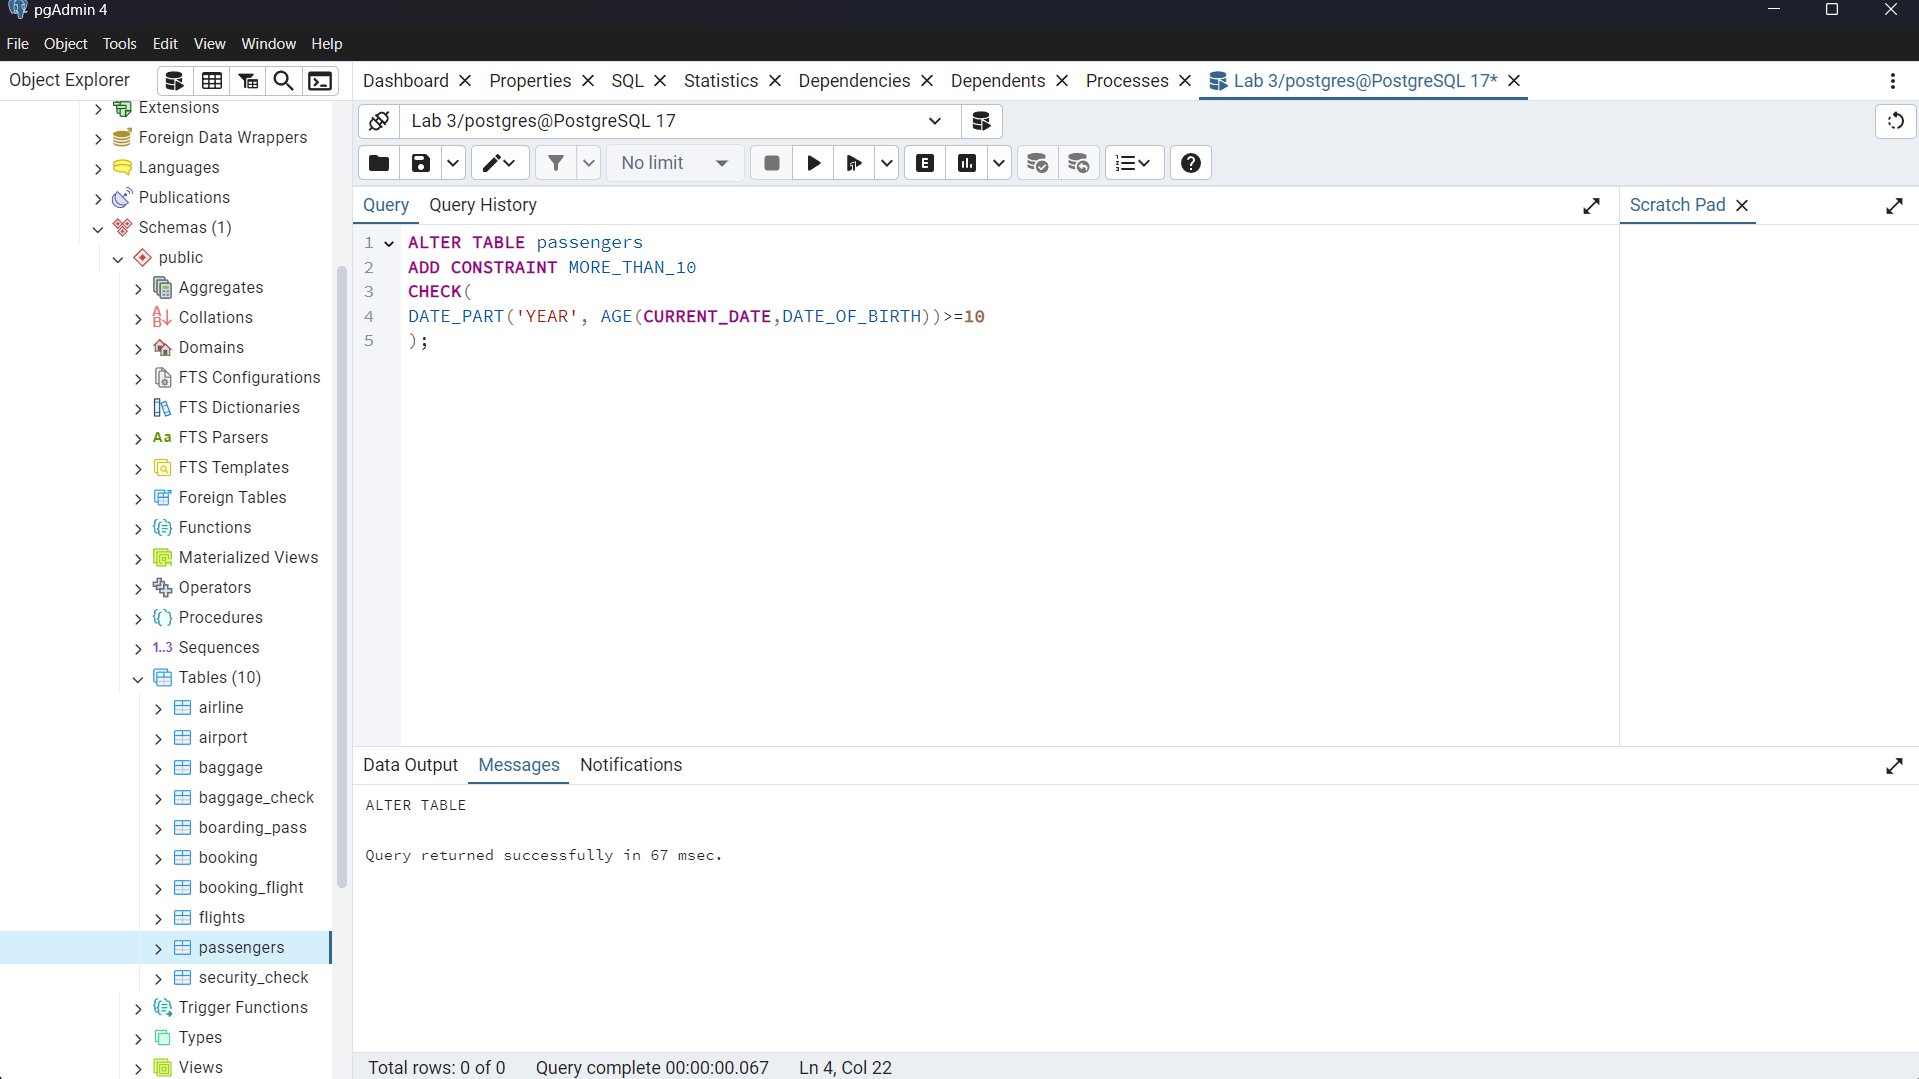 pgAdmin 4
File Object Tools Edit View Window Help
Object Explorer
Dashboard Properties SQL Statistics Dependencies Dependents Processes Lab 3/postgres@PostgreSQL 17*
Extensions
Foreign Data Wrappers
Languages
Publications
Schemas (1)
public
Aggregates
Collations
Domains
FTS Configurations
FTS Dictionaries
Aa FTS Parsers
FTS Templates
Foreign Tables
Functions
Materialized Views
Operators
Procedures
1..3 Sequences
Tables (10)
airline
airport
baggage
baggage_check
boarding_pass
booking
booking_flight
flights
passengers
security_check
Trigger Functions
Types
Views
Lab 3/postgres@PostgreSQL 17
No limit
E
Query Query History
Scratch Pad
1 ALTER TABLE passengers
2 ADD CONSTRAINT MORE_THAN_10
3 CHECK(
4 DATE_PART('YEAR', AGE(CURRENT_DATE,DATE_OF_BIRTH))>=10
5 );
Data Output Messages Notifications
ALTER TABLE
Query returned successfully in 67 msec.
Total rows: 0 of 0 Query complete 00:00:00.067 Ln 4, Col 22